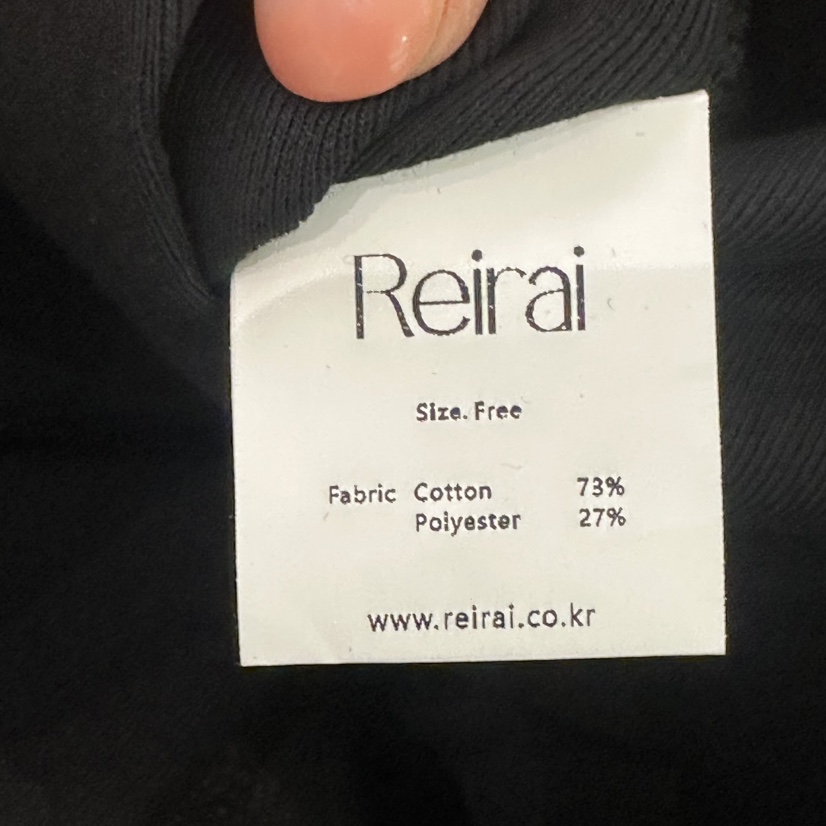 Reirai
Size. Free
Fabric Cotton 73%
Polyester 27%
www.reirai.co.kr